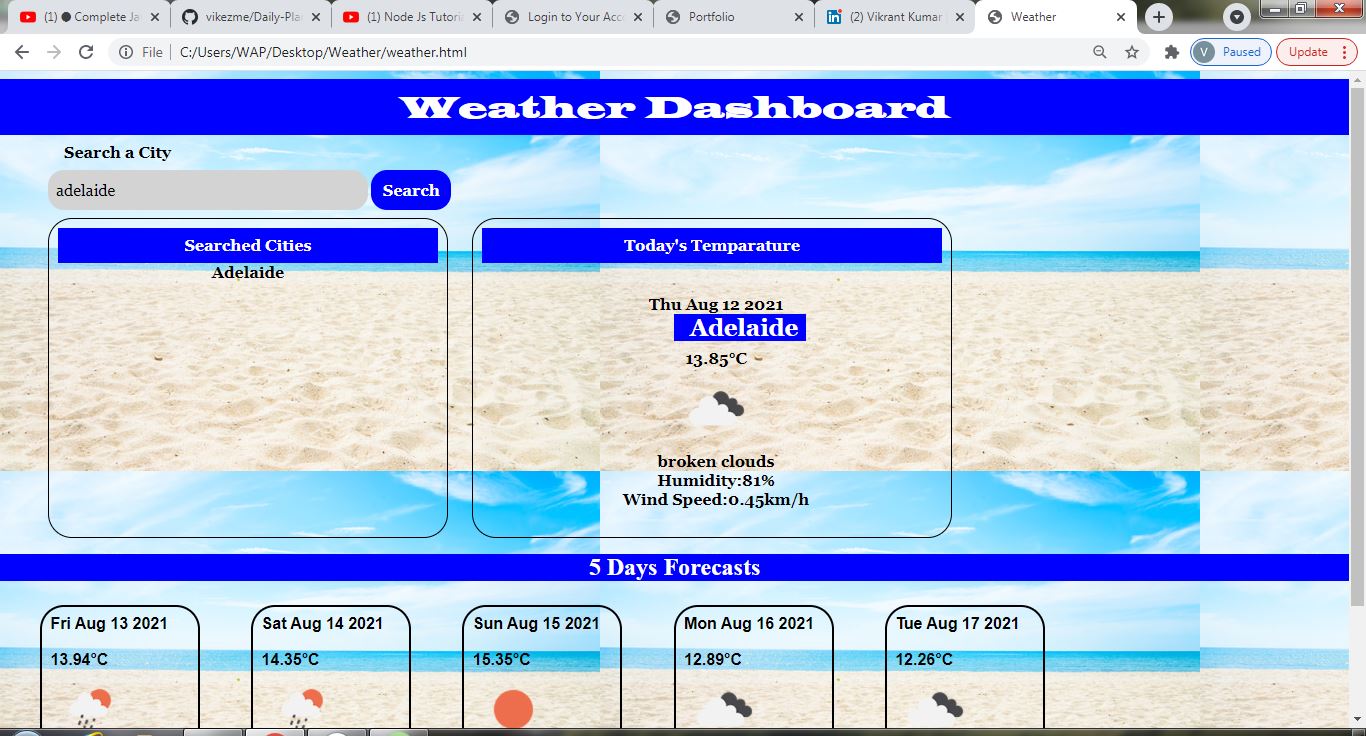 (1) Complete Ja
vikezme/Daily-Pla
(1) Node Js Tutoria
Login to Your Acc
Portfolio
(2) Vikrant Kumar
Weather
File
C:/Users/WAP/Desktop/Weather/weather.html
V
Paused
Update
Weather Dashboard
Search a City
adelaide
Search
Searched Cities
Adelaide
Today's Temparature
Thu Aug 12 2021
Adelaide
13.85°C
broken clouds
Humidity:81%
Wind Speed:0.45km/h
5 Days Forecasts
Fri Aug 13 2021
13.94°C
Sat Aug 14 2021
14.35°C
Sun Aug 15 2021
15.35°C
Mon Aug 16 2021
12.89°C
Tue Aug 17 2021
12.26°C